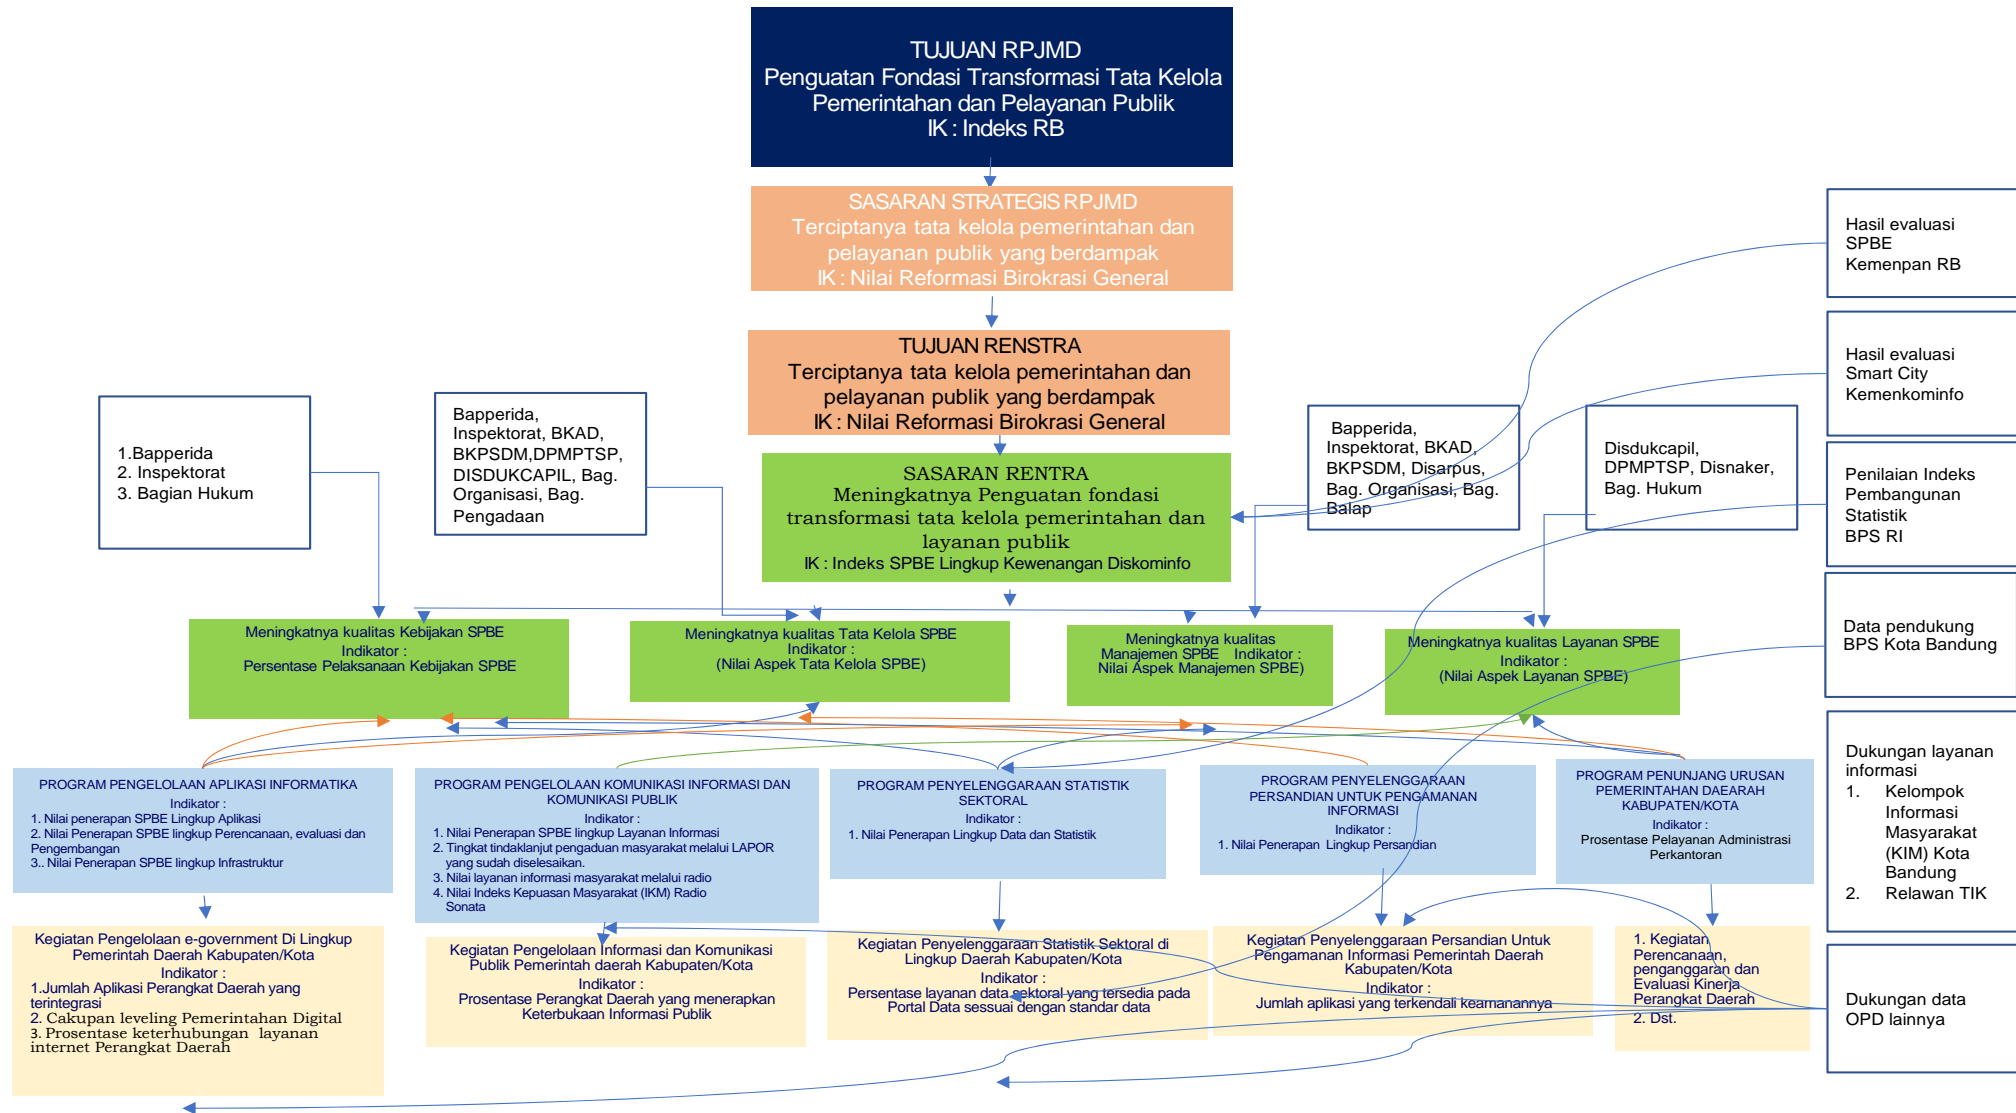 TUJUAN RPJMD
Penguatan Fondasi Transformasi Tata Kelola
Pemerintahan dan Pelayanan Publik
IK : Indeks RB
SASARAN STRATEGIS RPJMD
Terciptanya tata kelola pemerintahan dan
pelayanan publik yang berdampak
IK : Nilai Reformasi Birokrasi General
TUJUAN RENSTRA
Terciptanya tata kelola pemerintahan dan
pelayanan publik yang berdampak
IK : Nilai Reformasi Birokrasi General
SASARAN RENTRA
Meningkatnya Penguatan fondasi
transformasi tata kelola pemerintahan dan
layanan publik
IK : Indeks SPBE Lingkup Kewenangan Diskominfo
1.Bapperida
2. Inspektorat
3. Bagian Hukum
Bapperida,
Inspektorat, BKAD,
BKPSDM,DPMPTSP,
DISDUKCAPIL, Bag.
Organisasi, Bag.
Pengadaan
Bapperida,
Inspektorat, BKAD,
BKPSDM, Disarpus,
Bag. Organisasi, Bag.
Balap
Disdukcapil,
DPMPTSP, Disnaker,
Bag. Hukum
Hasil evaluasi
SPBE
Kemenpan RB
Hasil evaluasi
Smart City
Kemenkominfo
Penilaian Indeks
Pembangunan
Statistik
BPS RI
Data pendukung
BPS Kota Bandung
Dukungan layanan
informasi
1. Kelompok
Informasi
Masyarakat
(KIM) Kota
Bandung
2. Relawan TIK
Dukungan data
OPD lainnya
Meningkatnya kualitas Kebijakan SPBE
Indikator :
Persentase Pelaksanaan Kebijakan SPBE
Meningkatnya kualitas Tata Kelola SPBE
Indikator :
(Nilai Aspek Tata Kelola SPBE)
Meningkatnya kualitas
Manajemen SPBE Indikator :
Nilai Aspek Manajemen SPBE)
Meningkatnya kualitas Layanan SPBE
Indikator :
(Nilai Aspek Layanan SPBE)
PROGRAM PENGELOLAAN APLIKASI INFORMATIKA
Indikator :
1. Nilai penerapan SPBE Lingkup Aplikasi
2. Nilai Penerapan SPBE lingkup Perencanaan, evaluasi dan
Pengembangan
3.. Nilai Penerapan SPBE lingkup Infrastruktur
PROGRAM PENGELOLAAN KOMUNIKASI INFORMASI DAN
KOMUNIKASI PUBLIK
Indikator :
1. Nilai Penerapan SPBE lingkup Layanan Informasi
2. Tingkat tindaklanjut pengaduan masyarakat melalui LAPOR
yang sudah diselesaikan.
3. Nilai layanan informasi masyarakat melalui radio
4. Nilai Indeks Kepuasan Masyarakat (IKM) Radio
Sonata
PROGRAM PENYELENGGARAAN STATISTIK
SEKTORAL
Indikator :
1. Nilai Penerapan Lingkup Data dan Statistik
PROGRAM PENYELENGGARAAN
PERSANDIAN UNTUK PENGAMANAN
INFORMASI
Indikator :
1. Nilai Penerapan Lingkup Persandian
PROGRAM PENUNJANG URUSAN
PEMERINTAHAN DAEARAH
KABUPATEN/KOTA
Indikator :
Prosentase Pelayanan Administrasi
Perkantoran
Kegiatan Pengelolaan e-government Di Lingkup
Pemerintah Daerah Kabupaten/Kota
Indikator :
1.Jumlah Aplikasi Perangkat Daerah yang
terintegrasi
2. Cakupan leveling Pemerintahan Digital
3. Prosentase keterhubungan layanan
internet Perangkat Daerah
Kegiatan Pengelolaan Informasi dan Komunikasi
Publik Pemerintah daerah Kabupaten/Kota
Indikator :
Prosentase Perangkat Daerah yang menerapkan
Keterbukaan Informasi Publik
Kegiatan Penyelenggaraan Statistik Sektoral di
Lingkup Daerah Kabupaten/Kota
Indikator :
Persentase layanan data sektoral yang tersedia pada
Portal Data sessuai dengan standar data
Kegiatan Penyelenggaraan Persandian Untuk
Pengamanan Informasi Pemerintah Daerah
Kabupaten/Kota
Indikator :
Jumlah aplikasi yang terkendali keamanannya
1. Kegiatan
Perencanaan,
penganggaran dan
Evaluasi Kinerja
Perangkat Daerah
2. Dst.